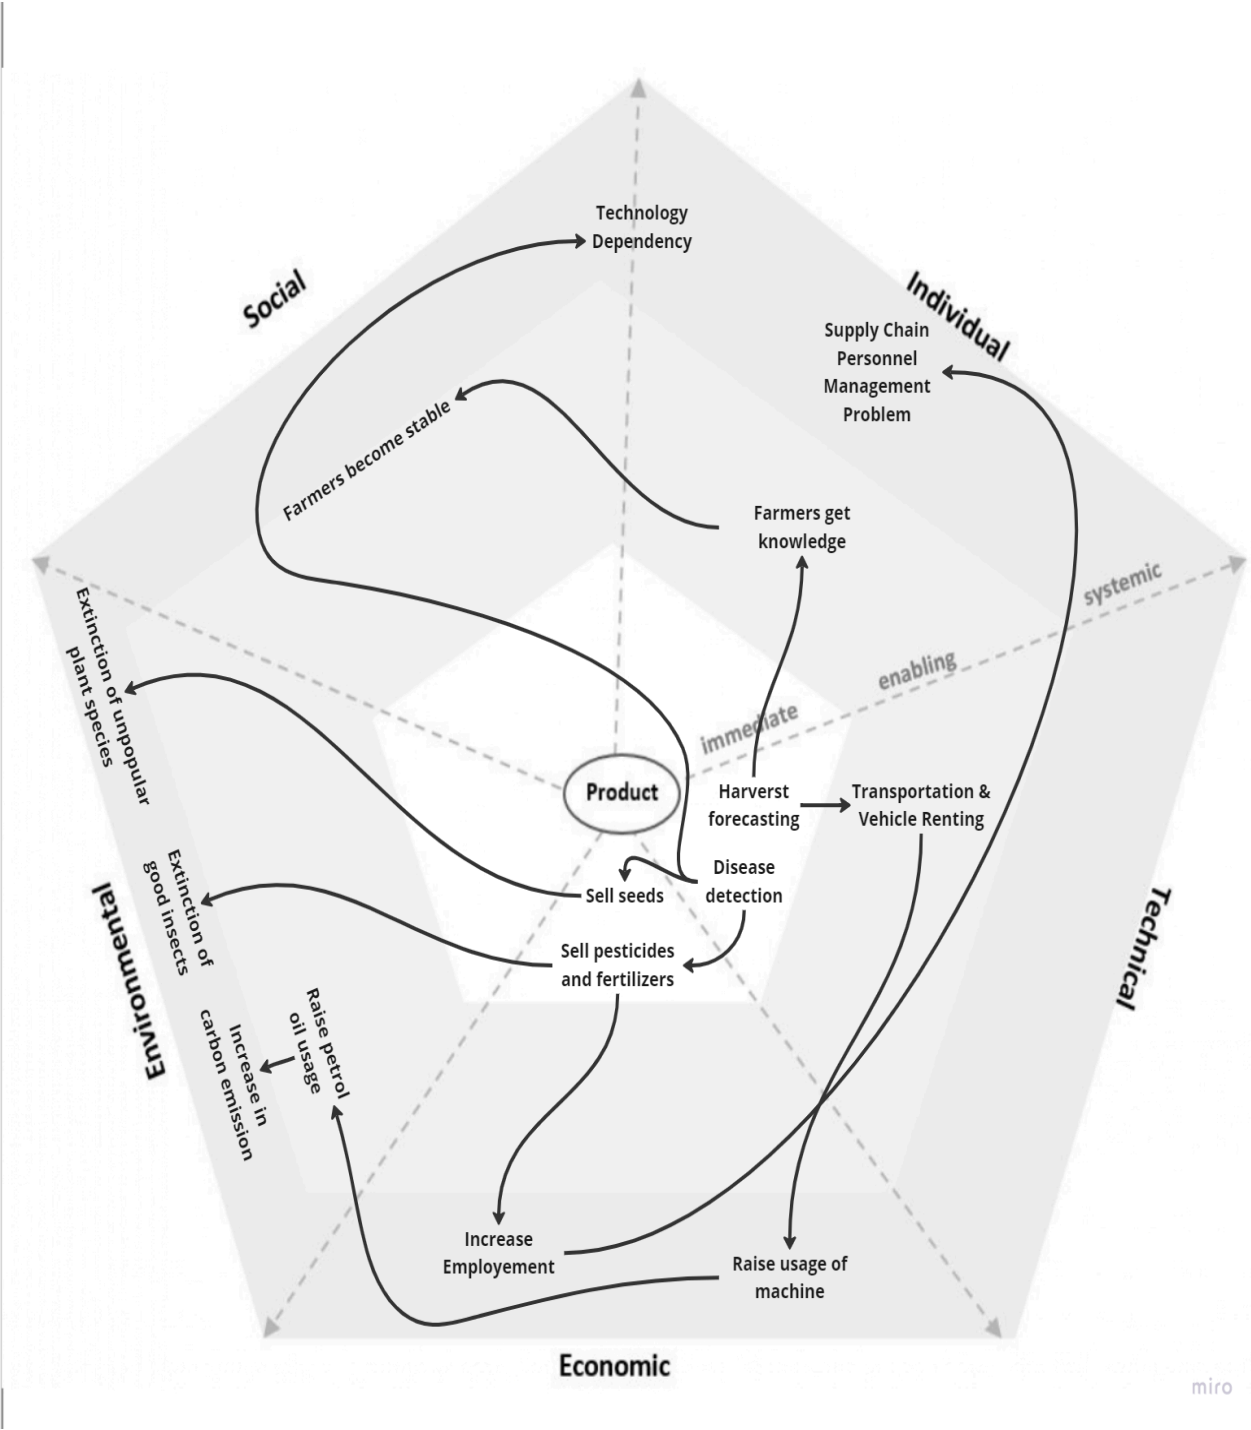 Technology
Dependency
Social
Individual
Supply Chain
Personnel
Management
Problem
Farmers become stable
Farmers get
knowledge
systemic
enabling
immediate
Extinction of unpopular
plant species
Product
Harverst
forecasting
Transportation &
Vehicle Renting
Disease
detection
Sell seeds
Extinction of
good insects
Sell pesticides
and fertilizers
Environmental
Technical
Raise petrol
oil usage
Increase in
carbon emission
Increase
Employement
Raise usage of
machine
Economic
miro